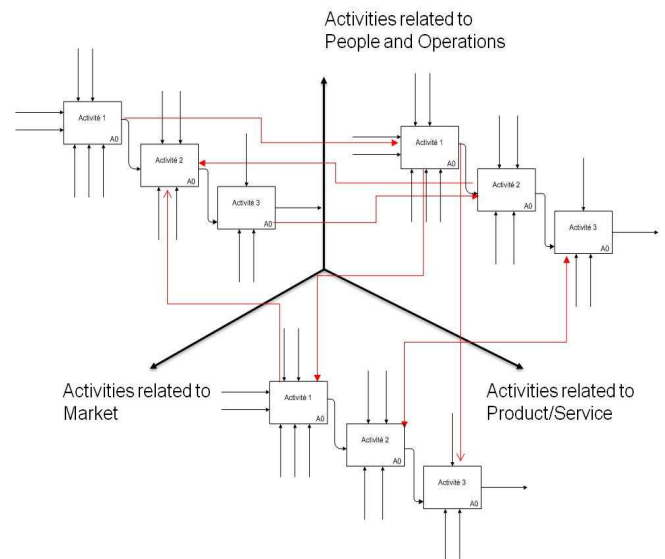 Activities related to
People and Operations
Activité 1
A0
Activité 2
A0
Activité 3
A0
Activité 1
A0
Activité 2
A0
Activité 3
A0
Activities related to
Market
Activities related to
Product/Service
Activité 1
A0
Activité 2
A0
Activité 3
A0